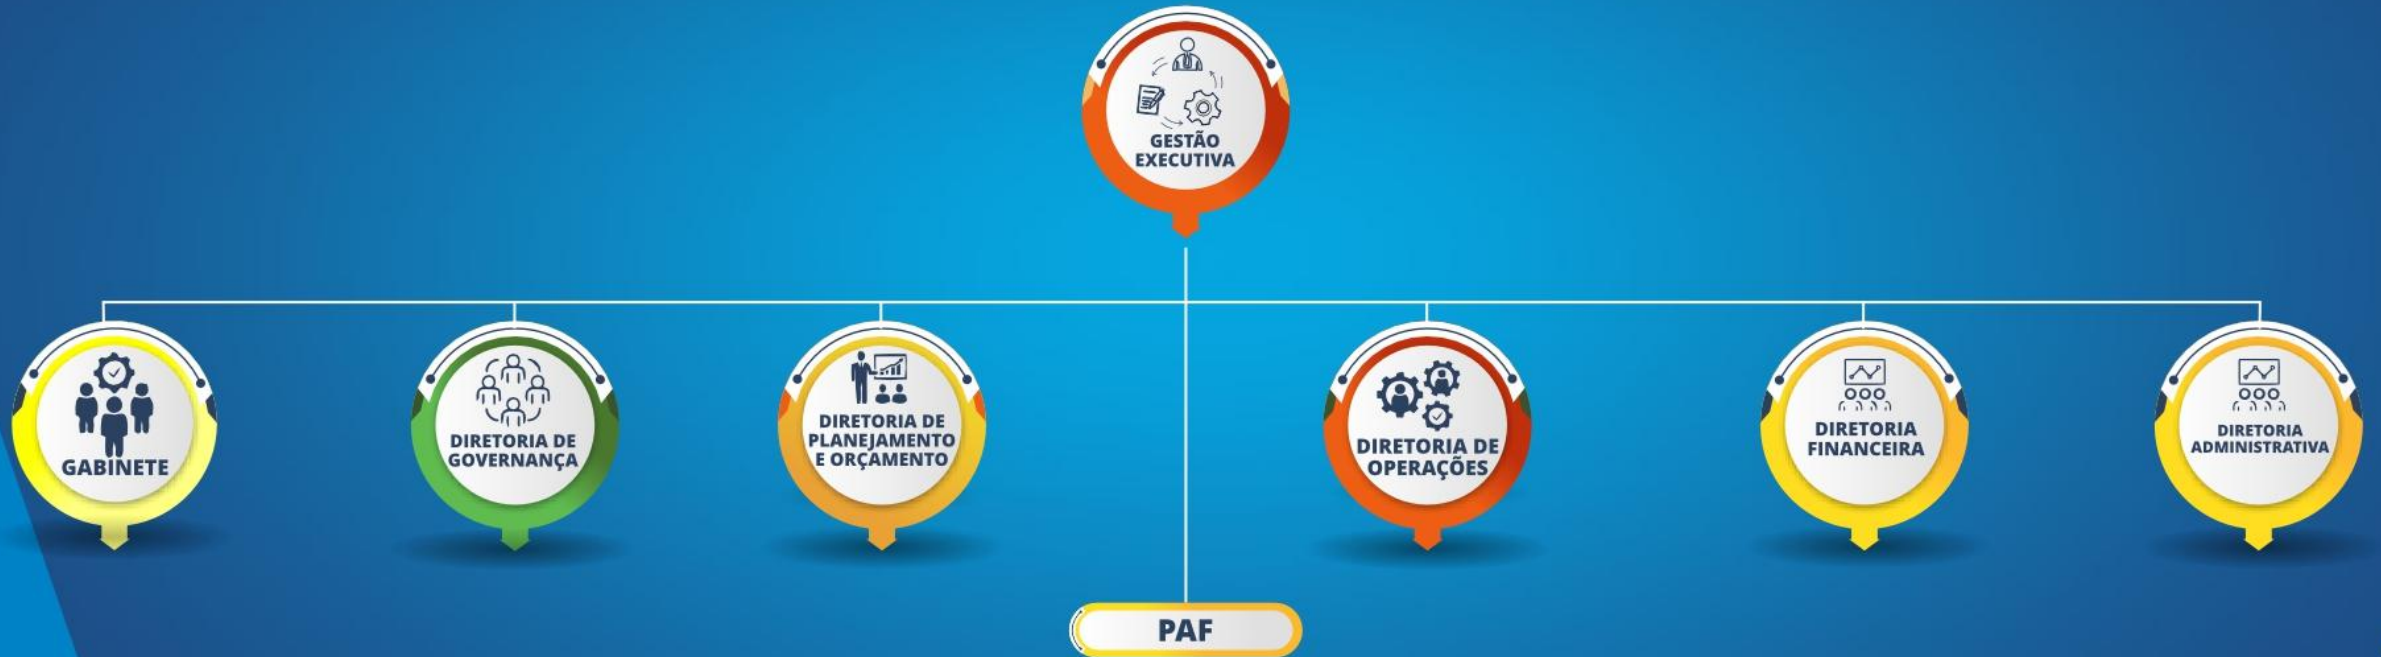 GESTÃO
EXECUTIVA
GABINETE
DIRETORIA DE
GOVERNANÇA
DIRETORIA DE
PLANEJAMENTO
E ORÇAMENTO
DIRETORIA DE
OPERAÇÕES
DIRETORIA
FINANCEIRA
DIRETORIA
ADMINISTRATIVA
PAF